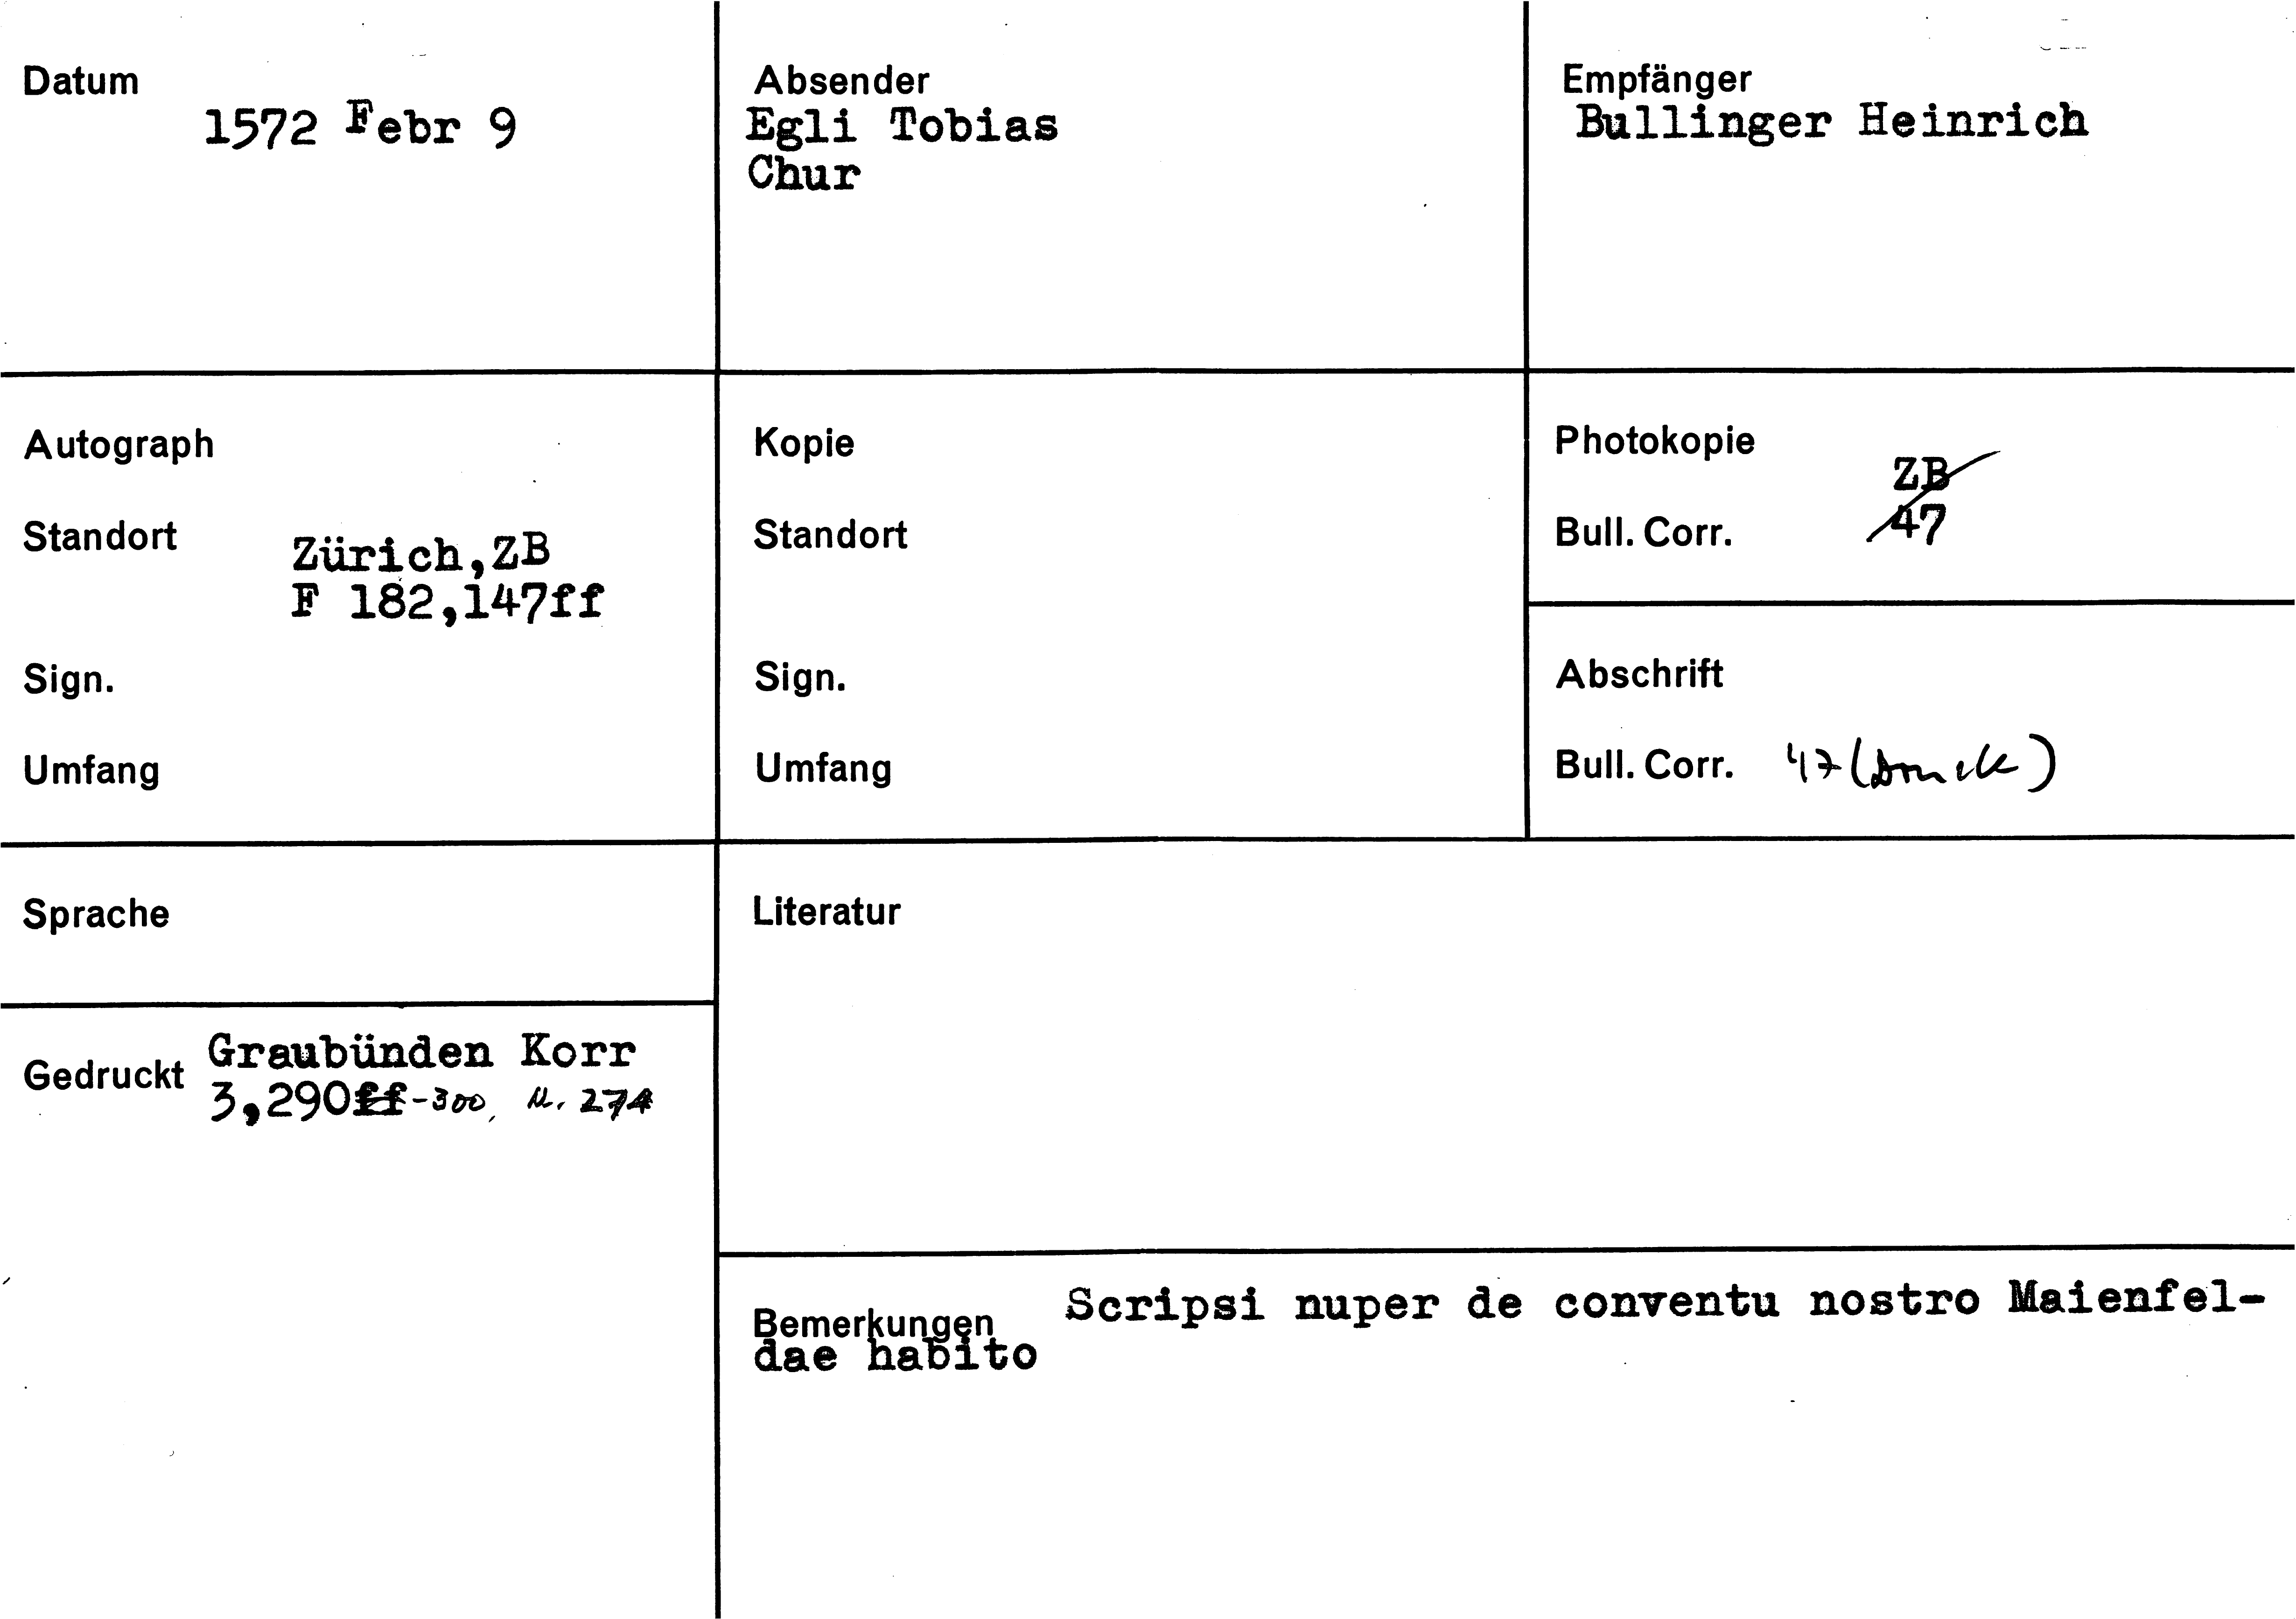 Datum
1572 Febr 9
Absender
Egli Tobias
Chur
Empfänger
Bullinger Heinrich
Autograph
Standort
Zürich,ZB
F 182,147ff
Sign.
Umfang
Kopie
Standort
Sign.
Umfang
Photokopie
ZB
Bull. Corr. 47
Abschrift
Bull. Corr. 47 (Druck)
Sprache
Literatur
Gedruckt Graubünden Korr
3,290ff-300, N. 274
Bemerkungen Scripsi nuper de conventu nostro Maienfel-
dae habito